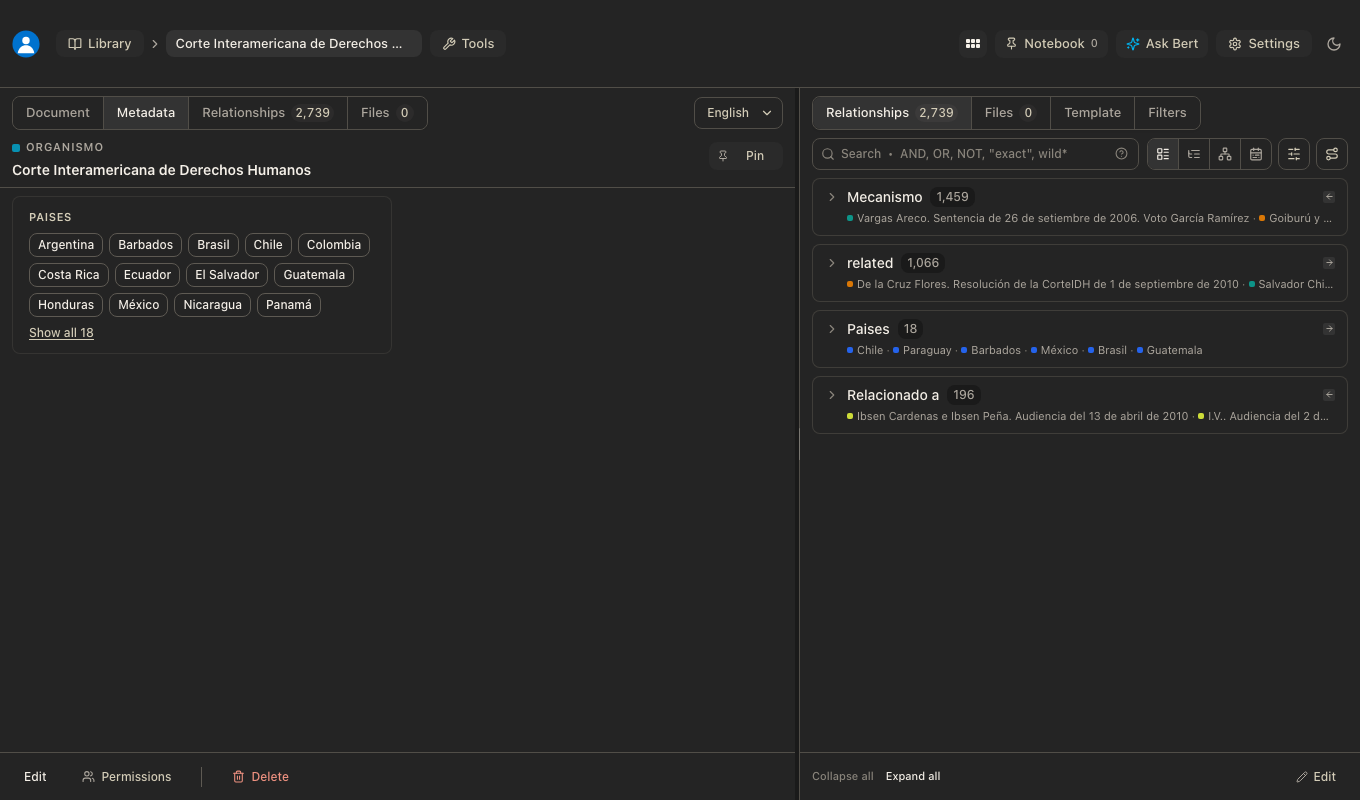 Library
Corte Interamericana de Derechos ...
Tools
Notebook 0
Ask Bert
Settings
Document
Metadata
Relationships 2,739
Files 0
English
ORGANISMO
Corte Interamericana de Derechos Humanos
Pin
PAISES
Argentina Barbados Brasil Chile Colombia
Costa Rica Ecuador El Salvador Guatemala
Honduras México Nicaragua Panamá
Show all 18
Edit
Permissions
Delete
Relationships 2,739
Files 0
Template
Filters
Search • AND, OR, NOT, "exact", wild*
Mecanismo 1,459
Vargas Areco. Sentencia de 26 de setiembre de 2006. Voto García Ramírez · Goiburú y ...
related 1,066
De la Cruz Flores. Resolución de la CorteIDH de 1 de septiembre de 2010 · Salvador Chi...
Paises 18
Chile · Paraguay · Barbados · México · Brasil · Guatemala
Relacionado a 196
Ibsen Cardenas e Ibsen Peña. Audiencia del 13 de abril de 2010 · I.V.. Audiencia del 2 d...
Collapse all
Expand all
Edit